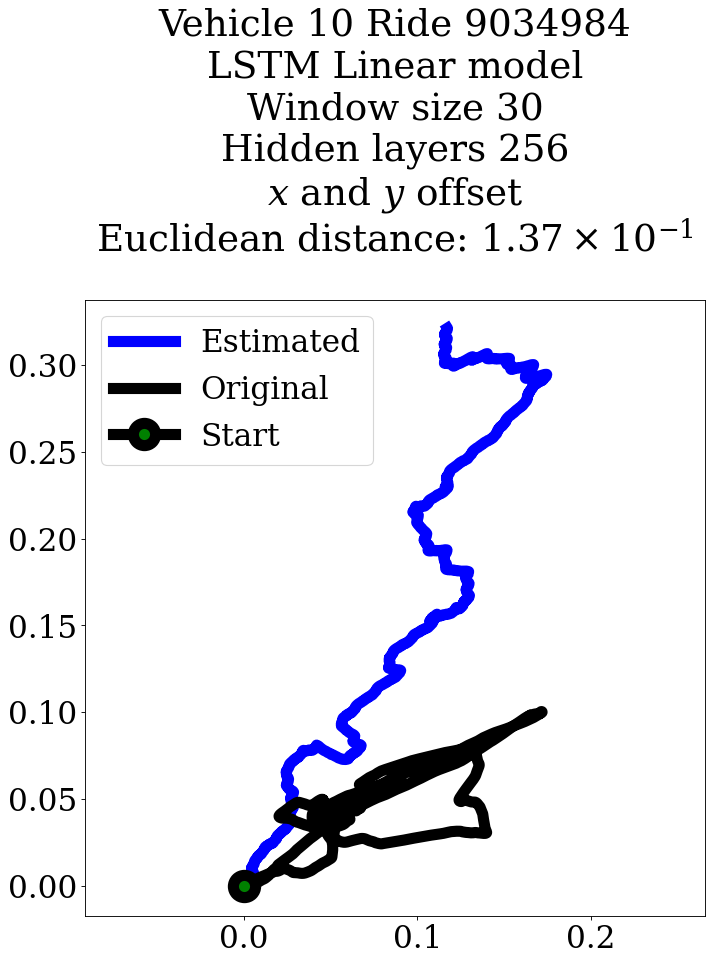 Vehicle 10 Ride 9034984
LSTM Linear model
Window size 30
Hidden layers 256
x and y offset
Euclidean distance: 1.37 × 10⁻¹
Estimated
Original
Start
0.30
0.25
0.20
0.15
0.10
0.05
0.00
0.0 0.1 0.2